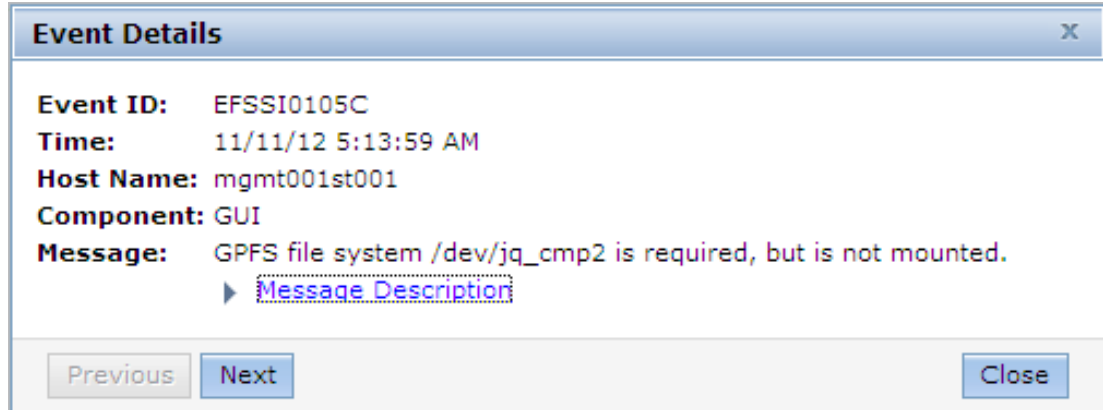 Event Details x
Event ID: EFSSI0105C
Time: 11/11/12 5:13:59 AM
Host Name: mgmt001st001
Component: GUI
Message: GPFS file system /dev/jq_cmp2 is required, but is not mounted.
Message Description
Previous Next Close